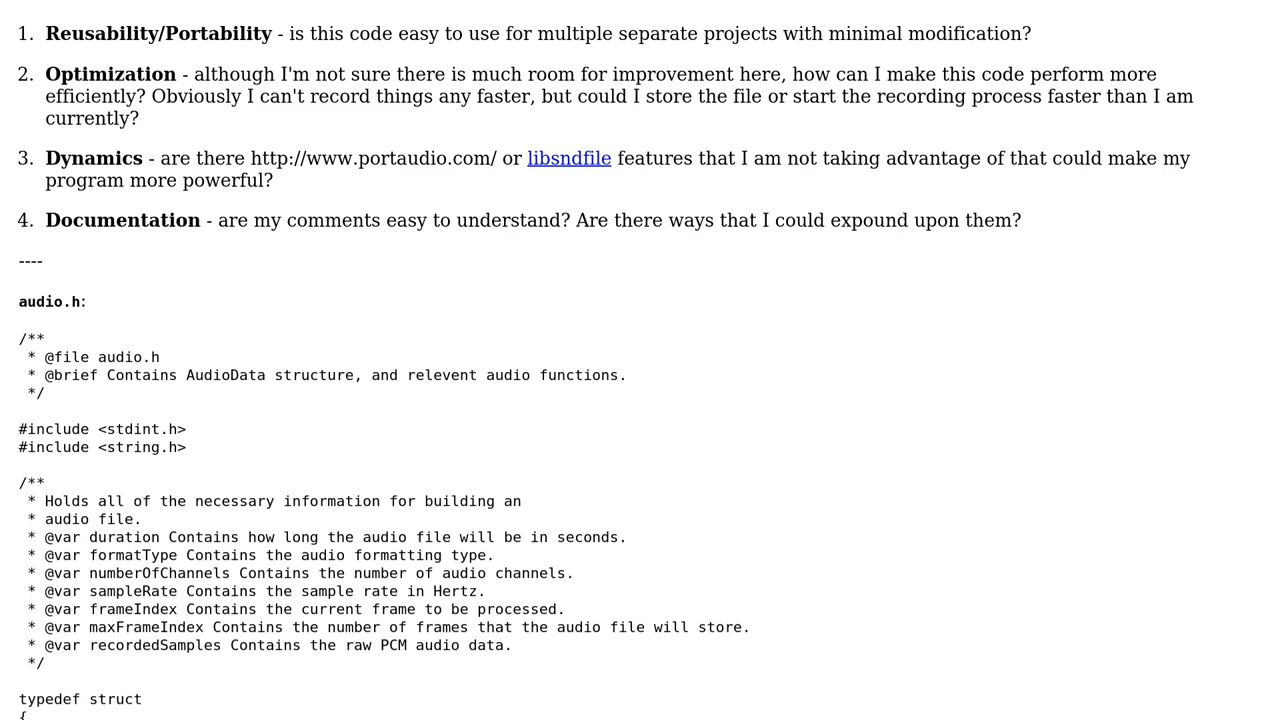 1. Reusability/Portability - is this code easy to use for multiple separate projects with minimal modification?
2. Optimization - although I'm not sure there is much room for improvement here, how can I make this code perform more
efficiently? Obviously I can't record things any faster, but could I store the file or start the recording process faster than I am
currently?
3. Dynamics - are there http://www.portaudio.com/ or libsndfile features that I am not taking advantage of that could make my
program more powerful?
4. Documentation - are my comments easy to understand? Are there ways that I could expound upon them?
----
audio.h:
/**
 * @file audio.h
 * @brief Contains AudioData structure, and relevent audio functions.
 */
#include <stdint.h>
#include <string.h>
/**
 * Holds all of the necessary information for building an
 * audio file.
 * @var duration Contains how long the audio file will be in seconds.
 * @var formatType Contains the audio formatting type.
 * @var numberOfChannels Contains the number of audio channels.
 * @var sampleRate Contains the sample rate in Hertz.
 * @var frameIndex Contains the current frame to be processed.
 * @var maxFrameIndex Contains the number of frames that the audio file will store.
 * @var recordedSamples Contains the raw PCM audio data.
 */
typedef struct
{